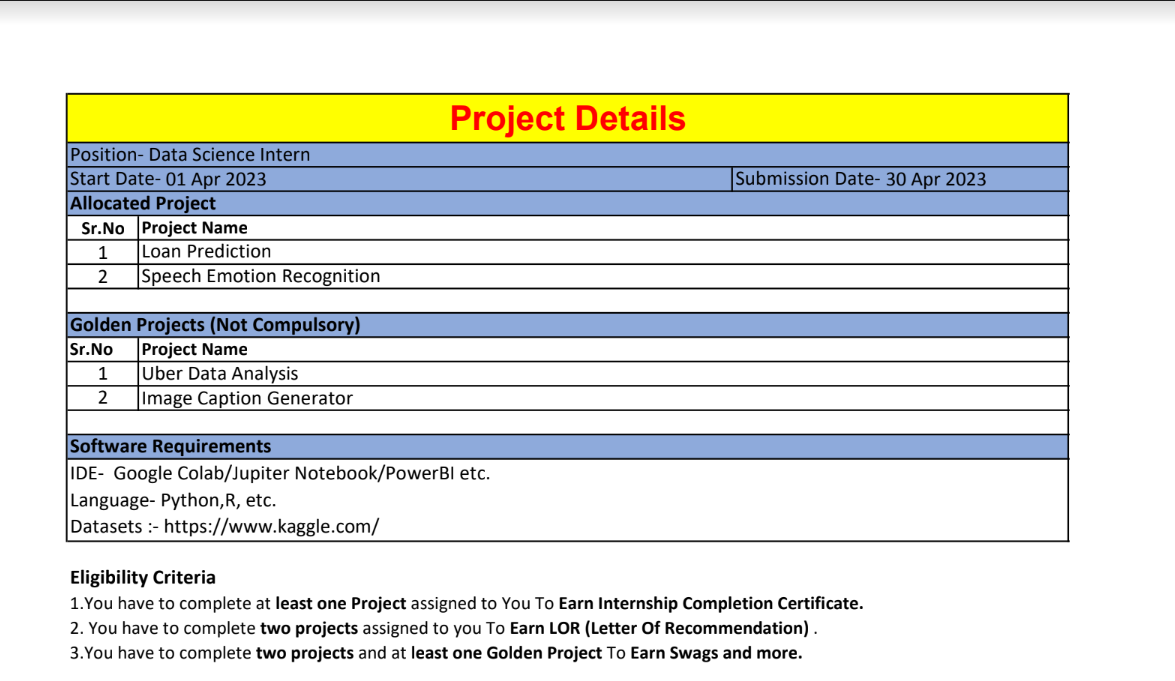 Project Details
Position- Data Science Intern
Start Date- 01 Apr 2023 Submission Date- 30 Apr 2023
Allocated Project
Sr.No Project Name
1 Loan Prediction
2 Speech Emotion Recognition
Golden Projects (Not Compulsory)
Sr.No Project Name
1 Uber Data Analysis
2 Image Caption Generator
Software Requirements
IDE- Google Colab/Jupiter Notebook/PowerBI etc.
Language- Python,R, etc.
Datasets :- https://www.kaggle.com/
Eligibility Criteria
1.You have to complete at least one Project assigned to You To Earn Internship Completion Certificate.
2. You have to complete two projects assigned to you To Earn LOR (Letter Of Recommendation) .
3.You have to complete two projects and at least one Golden Project To Earn Swags and more.